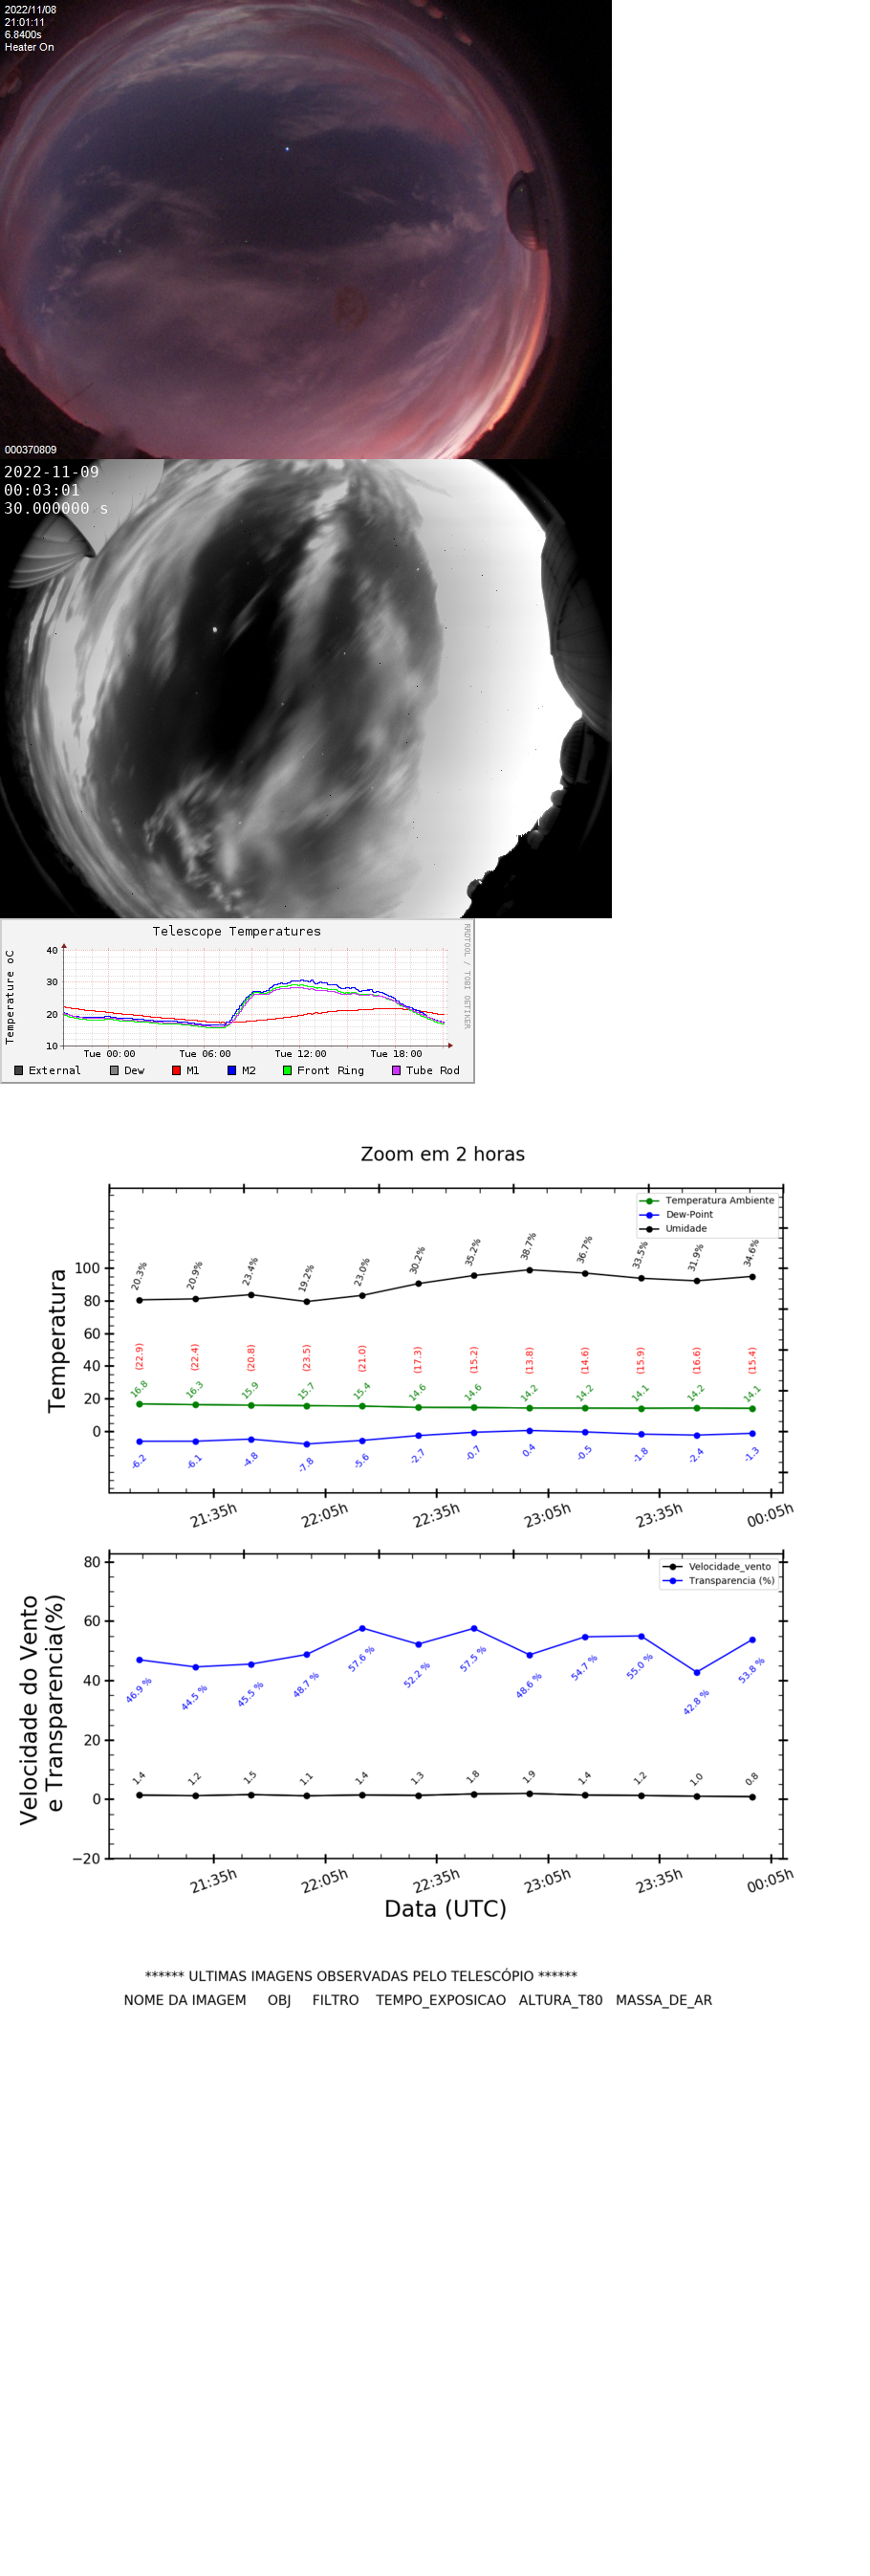 2022/11/08
21:01:11
6.8400s
Heater On
000370809
2022-11-09
00:03:01
30.000000 s
Telescope Temperatures
RRDTOOL / TOBI OETIKER
Temperature oC
40
30
20
10
Tue 00:00 Tue 06:00 Tue 12:00 Tue 18:00
External Dew M1 M2 Front Ring Tube Rod
Zoom em 2 horas
Temperatura Ambiente
Dew-Point
Umidade
Temperatura
100
80
60
40
20
0
20.3% 20.9% 23.4% 19.2% 23.0% 30.2% 35.2% 38.7% 36.7% 33.5% 31.9% 34.6%
(22.9) (22.4) (20.8) (23.5) (21.0) (17.3) (15.2) (13.8) (14.6) (15.9) (16.6) (15.4)
16.8 16.3 15.9 15.7 15.4 14.6 14.6 14.2 14.2 14.1 14.2 14.1
-6.2 -6.1 -4.8 -7.8 -5.6 -2.7 -0.7 0.4 -0.5 -1.8 -2.4 -1.3
21:35h 22:05h 22:35h 23:05h 23:35h 00:05h
Velocidade_vento
Transparencia (%)
Velocidade do Vento
e Transparencia(%)
80
60
40
20
0
−20
46.9 % 44.5 % 45.5 % 48.7 % 57.6 % 52.2 % 57.5 % 48.6 % 54.7 % 55.0 % 42.8 % 53.8 %
1.4 1.2 1.5 1.1 1.4 1.3 1.8 1.9 1.4 1.2 1.0 0.8
21:35h 22:05h 22:35h 23:05h 23:35h 00:05h
Data (UTC)
****** ULTIMAS IMAGENS OBSERVADAS PELO TELESCÓPIO ******
NOME DA IMAGEM OBJ FILTRO TEMPO_EXPOSICAO ALTURA_T80 MASSA_DE_AR